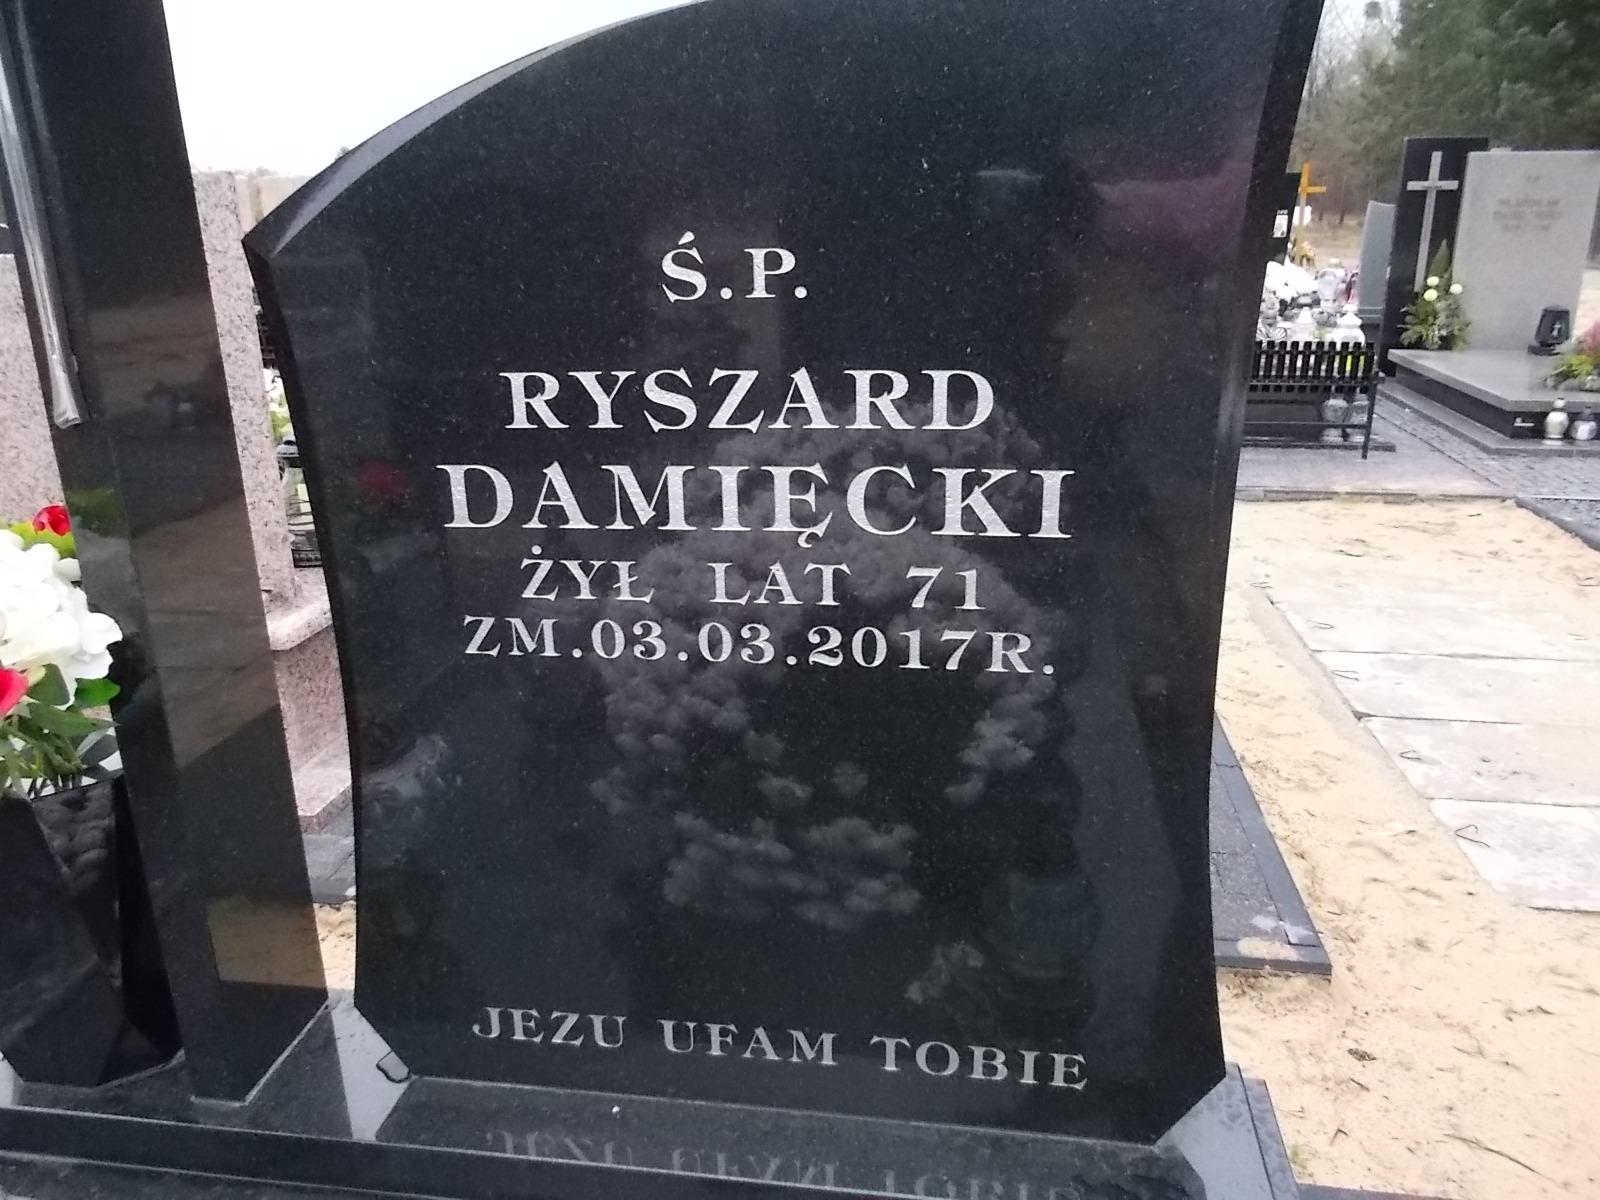 Ś.P.
RYSZARD
DAMIĘCKI
ŻYŁ LAT 71
ZM.03.03.2017R.
JEZU UFAM TOBIE